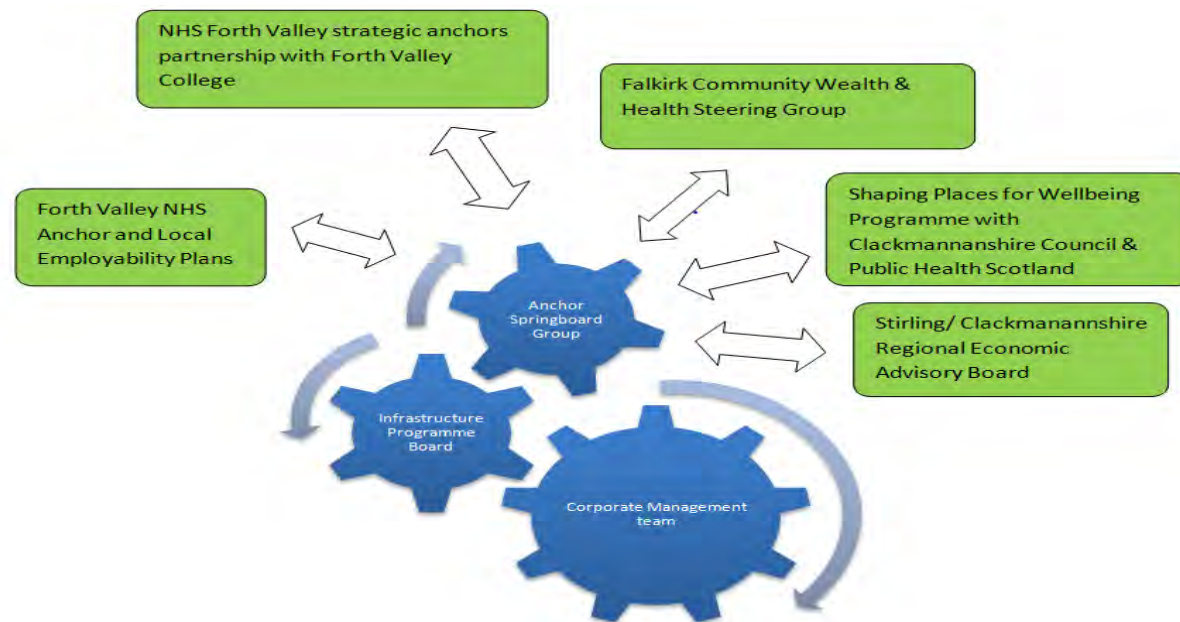 NHS Forth Valley strategic anchors
partnership with Forth Valley
College
Falkirk Community Wealth &
Health Steering Group
Forth Valley NHS
Anchor and Local
Employability Plans
Shaping Places for Wellbeing
Programme with
Clackmannanshire Council &
Public Health Scotland
Stirling/ Clackmanannshire
Regional Economic
Advisory Board
Anchor
Springboard
Group
Infrastructure
Programme
Board
Corporate Management
team